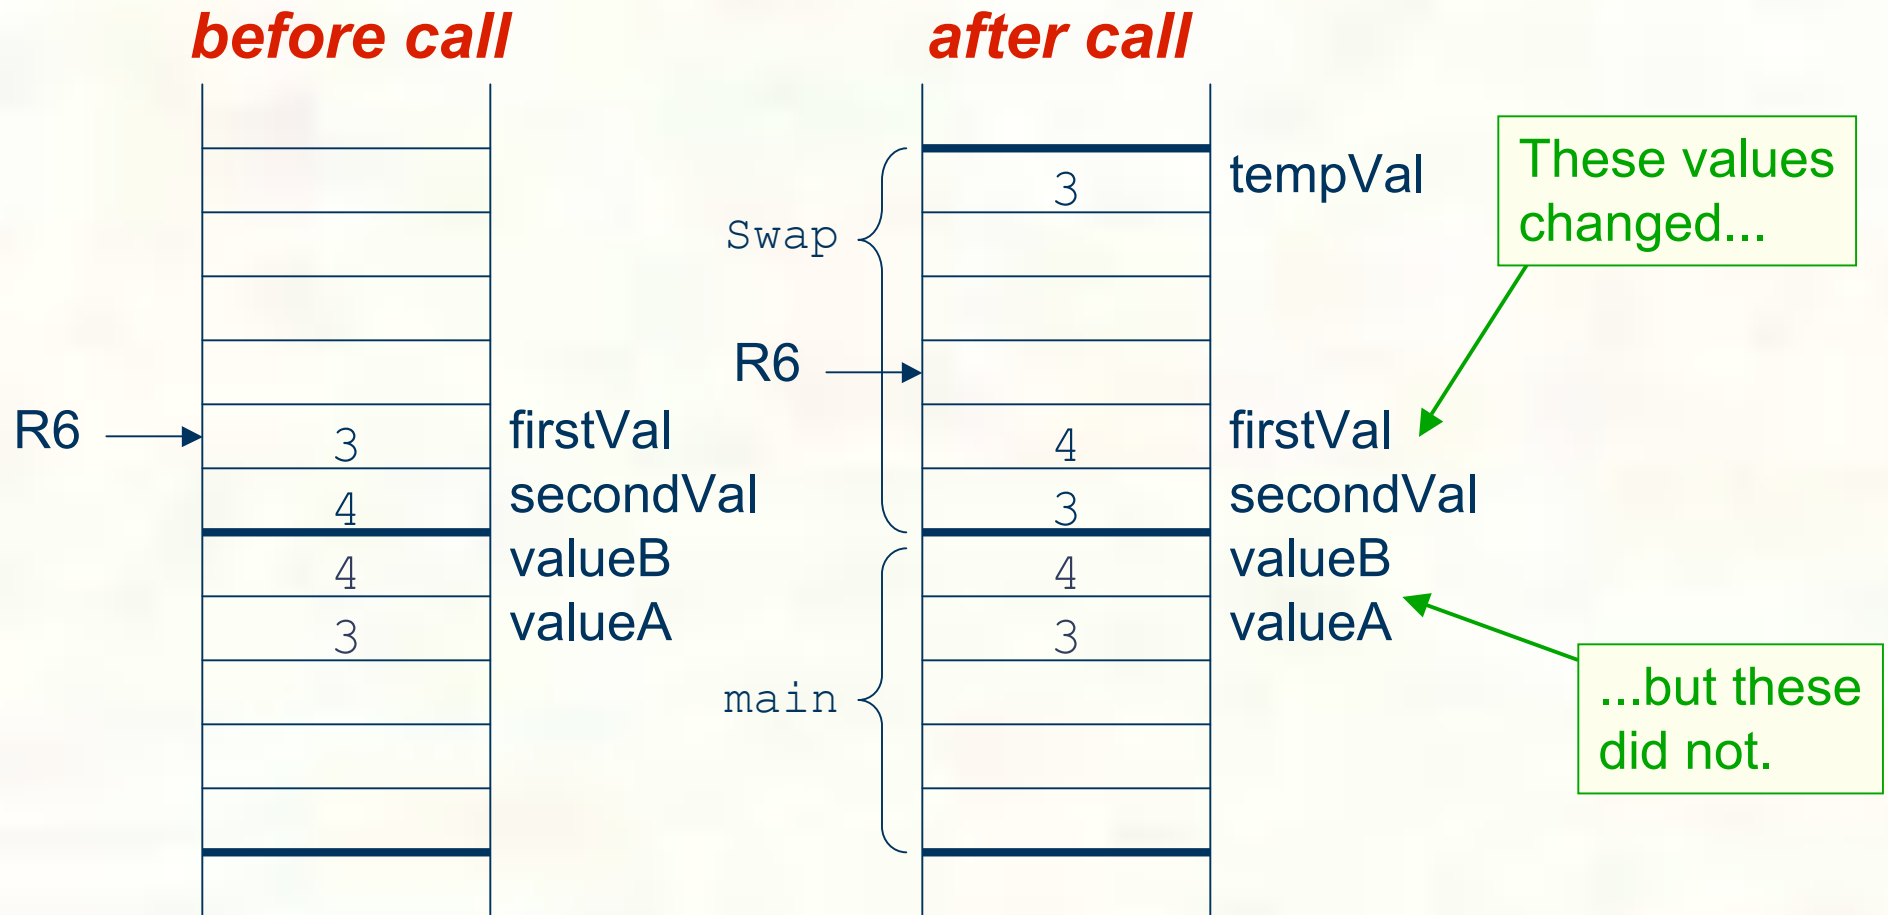 before call
R6
3
firstVal
4
secondVal
4
valueB
3
valueA
after call
3
tempVal
Swap
R6
4
firstVal
3
secondVal
4
valueB
3
valueA
main
These values
changed...
...but these
did not.